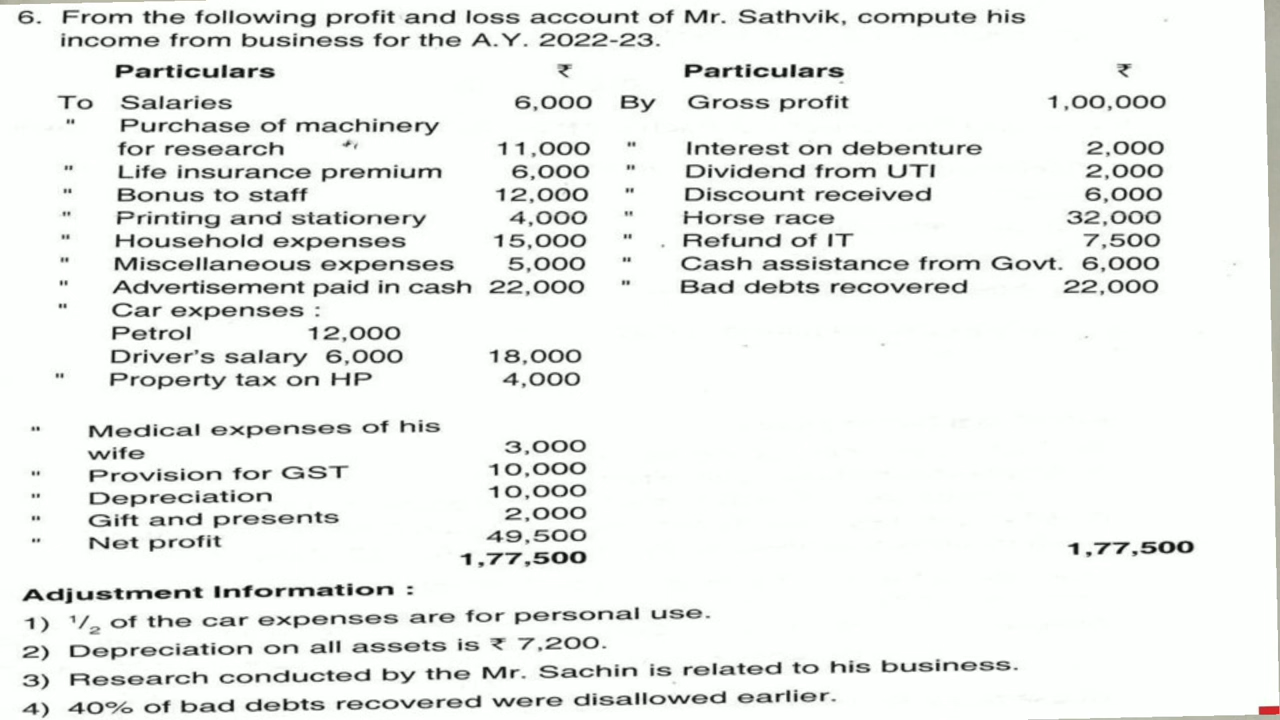 6. From the following profit and loss account of Mr. Sathvik, compute his
income from business for the A.Y. 2022-23.
Particulars ₹ Particulars ₹
To Salaries 6,000 By Gross profit 1,00,000
" Purchase of machinery
for research 11,000 " Interest on debenture 2,000
" Life insurance premium 6,000 " Dividend from UTI 2,000
" Bonus to staff 12,000 " Discount received 6,000
" Printing and stationery 4,000 " Horse race 32,000
" Household expenses 15,000 " Refund of IT 7,500
" Miscellaneous expenses 5,000 " Cash assistance from Govt. 6,000
" Advertisement paid in cash 22,000 " Bad debts recovered 22,000
" Car expenses :
Petrol 12,000
Driver's salary 6,000 18,000
" Property tax on HP 4,000
" Medical expenses of his
wife 3,000
" Provision for GST 10,000
" Depreciation 10,000
" Gift and presents 2,000
" Net profit 49,500
1,77,500 1,77,500
Adjustment Information :
1) 1/2 of the car expenses are for personal use.
2) Depreciation on all assets is ₹ 7,200.
3) Research conducted by the Mr. Sachin is related to his business.
4) 40% of bad debts recovered were disallowed earlier.